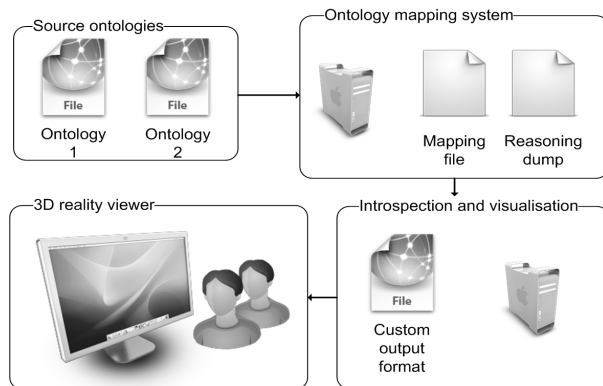 Source ontologies
File
File
Ontology
1
Ontology
2
Ontology mapping system
Mapping
file
Reasoning
dump
3D reality viewer
Introspection and visualisation
File
Custom
output
format